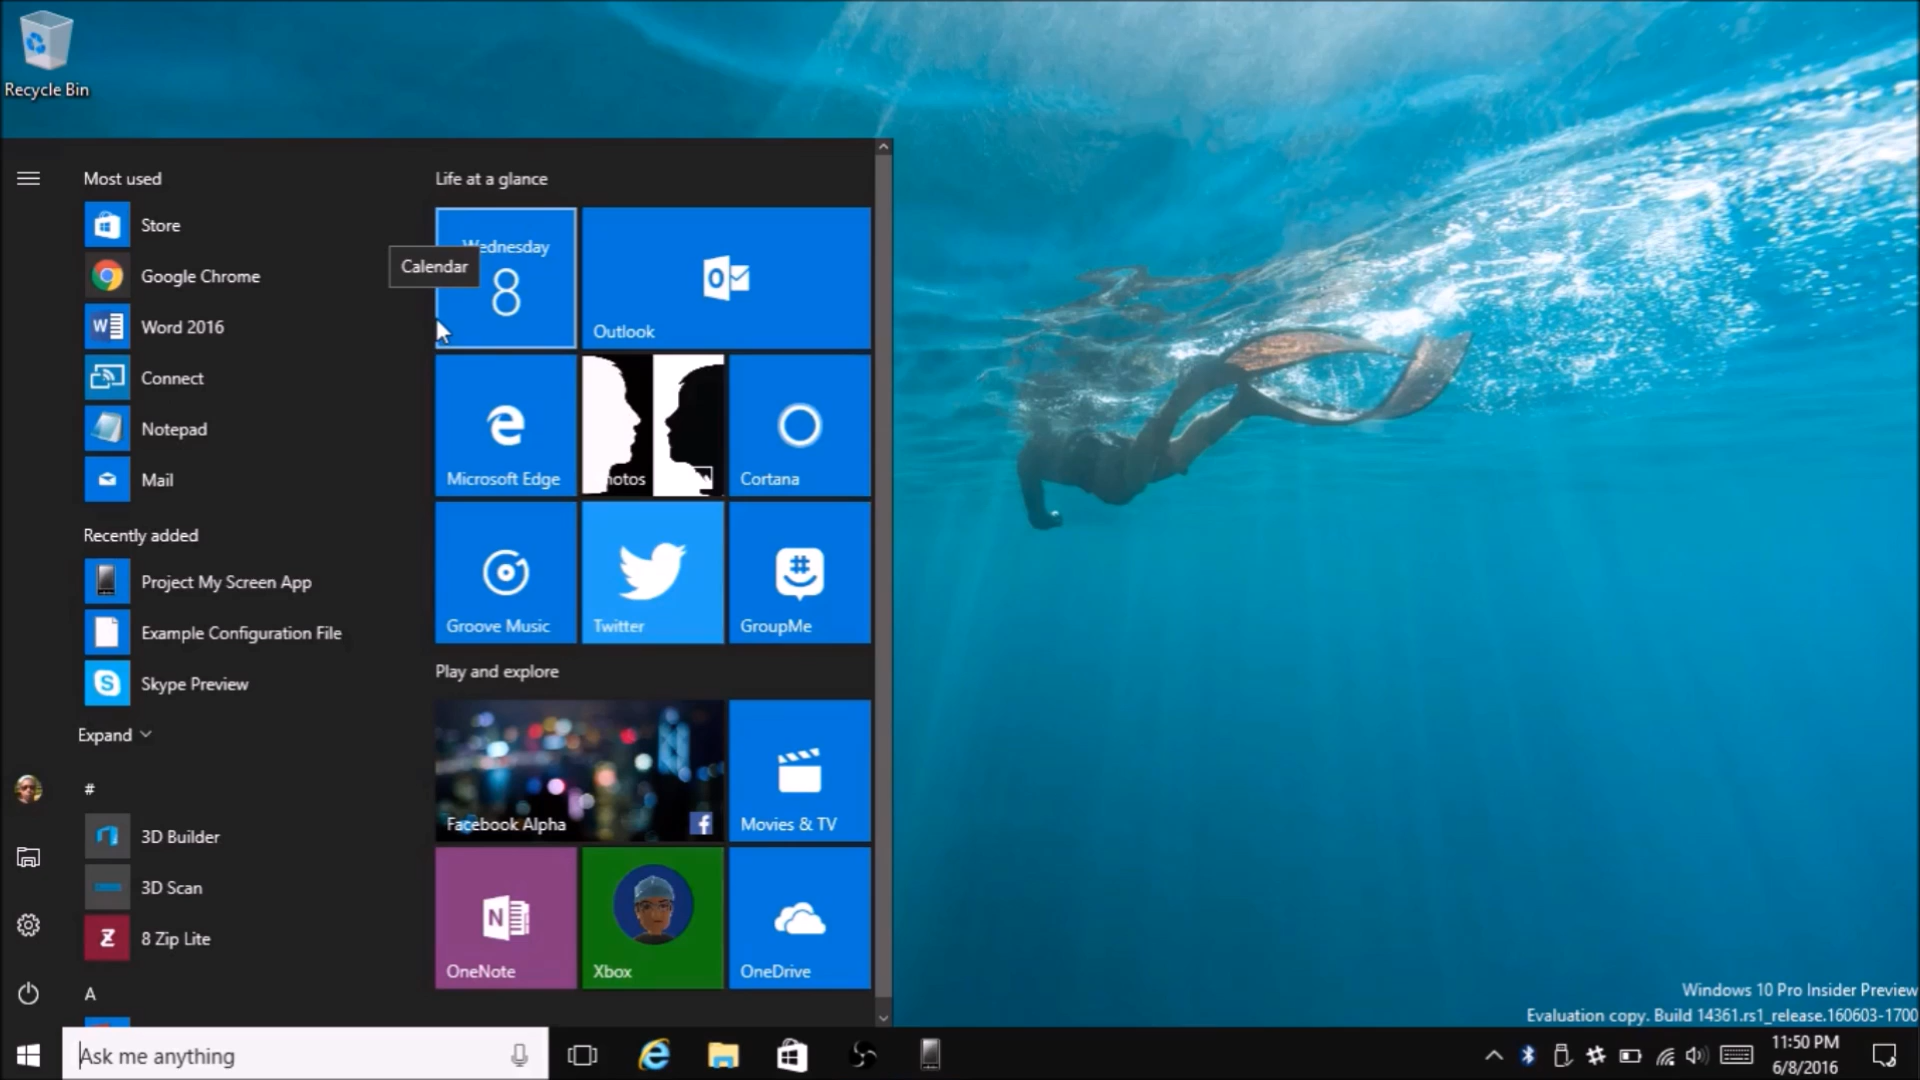 Recycle Bin
Most used
Store
Google Chrome
Word 2016
Connect
Notepad
Mail
Recently added
Project My Screen App
Example Configuration File
Skype Preview
Expand
#
3D Builder
3D Scan
8 Zip Lite
A
Life at a glance
Wednesday
8
Calendar
Outlook
Microsoft Edge
Cortana
Groove Music
Twitter
GroupMe
Play and explore
Facebook Alpha
Movies & TV
OneNote
Xbox
OneDrive
Windows 10 Pro Insider Preview
Evaluation copy. Build 14361.rs1_release.160603-1700
Ask me anything
11:50 PM
6/8/2016